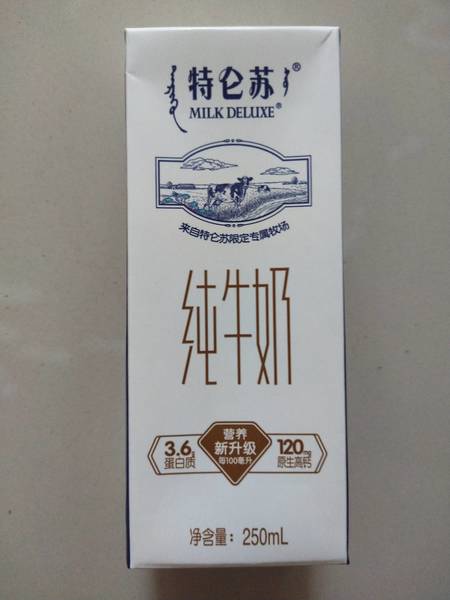 特仑苏®
MILK DELUXE®
来自特仑苏限定专属牧场
纯牛奶
3.6g
蛋白质
营养
新升级
每100毫升
120mg
原生高钙
净含量：250mL